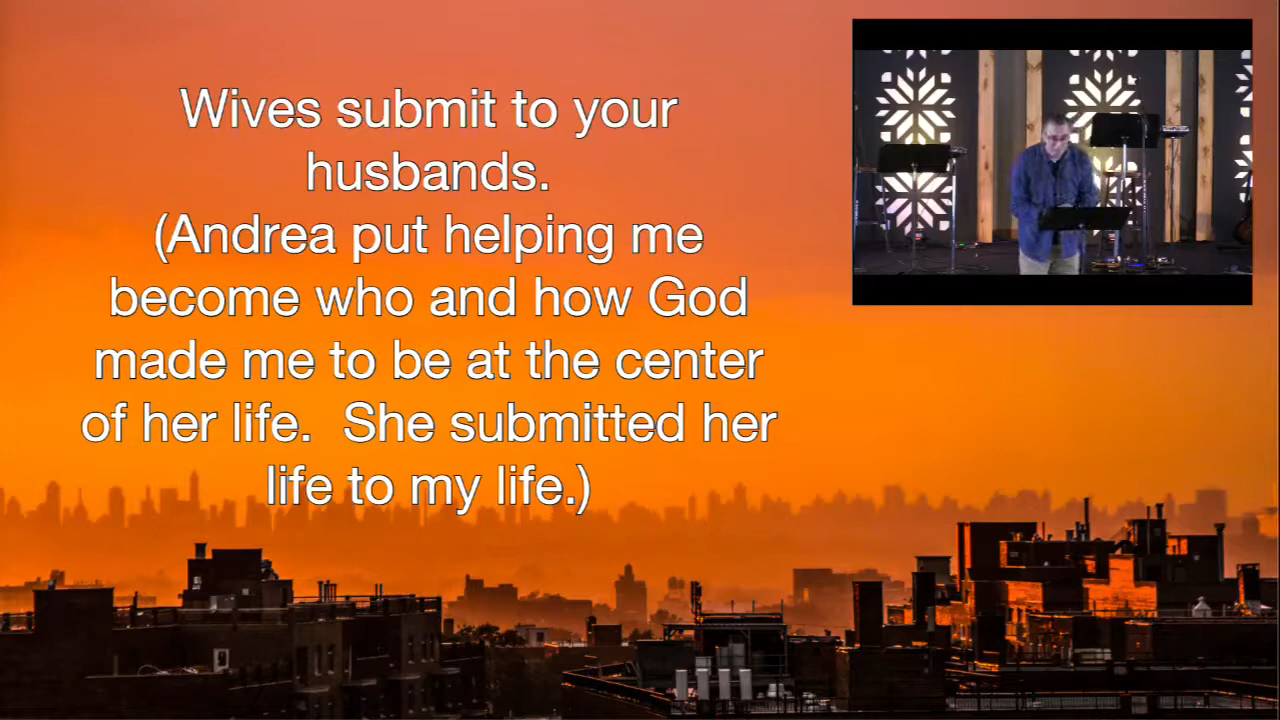 Wives submit to your
husbands.
(Andrea put helping me
become who and how God
made me to be at the center
of her life.  She submitted her
life to my life.)